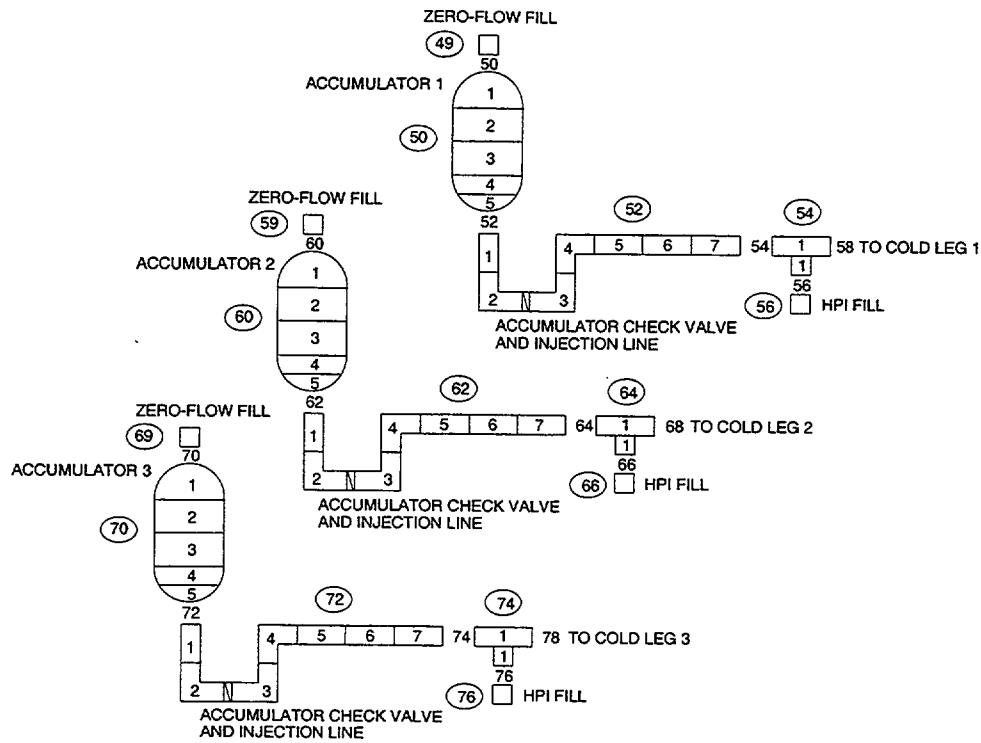 ZERO-FLOW FILL
49
50
ACCUMULATOR 1
1
2
50
3
4
5
52
52
54
1
4 5 6 7
54 1 58 TO COLD LEG 1
1
56
2 3
56 HPI FILL
ACCUMULATOR CHECK VALVE
AND INJECTION LINE
ZERO-FLOW FILL
59
60
ACCUMULATOR 2
1
2
60
3
4
5
62
62
64
1
4 5 6 7
64 1 68 TO COLD LEG 2
1
66
2 3
66 HPI FILL
ACCUMULATOR CHECK VALVE
AND INJECTION LINE
ZERO-FLOW FILL
69
70
ACCUMULATOR 3
1
2
70
3
4
5
72
72
74
1
4 5 6 7
74 1 78 TO COLD LEG 3
1
76
2 3
76 HPI FILL
ACCUMULATOR CHECK VALVE
AND INJECTION LINE